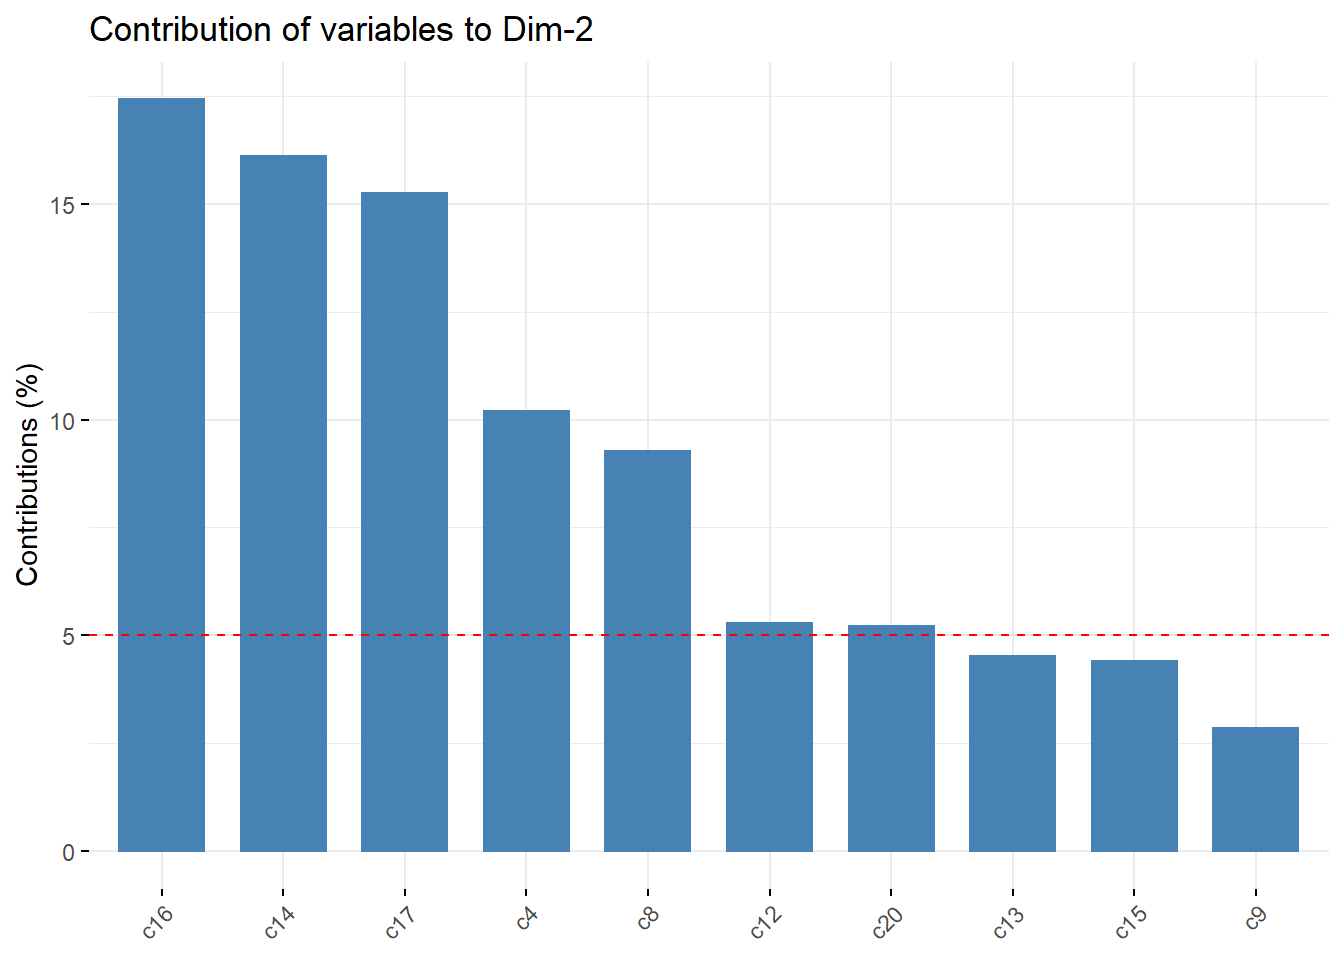 Contribution of variables to Dim-2
Contributions (%)
15
10
5
0
c16
c14
c17
c4
c8
c12
c20
c13
c15
c9